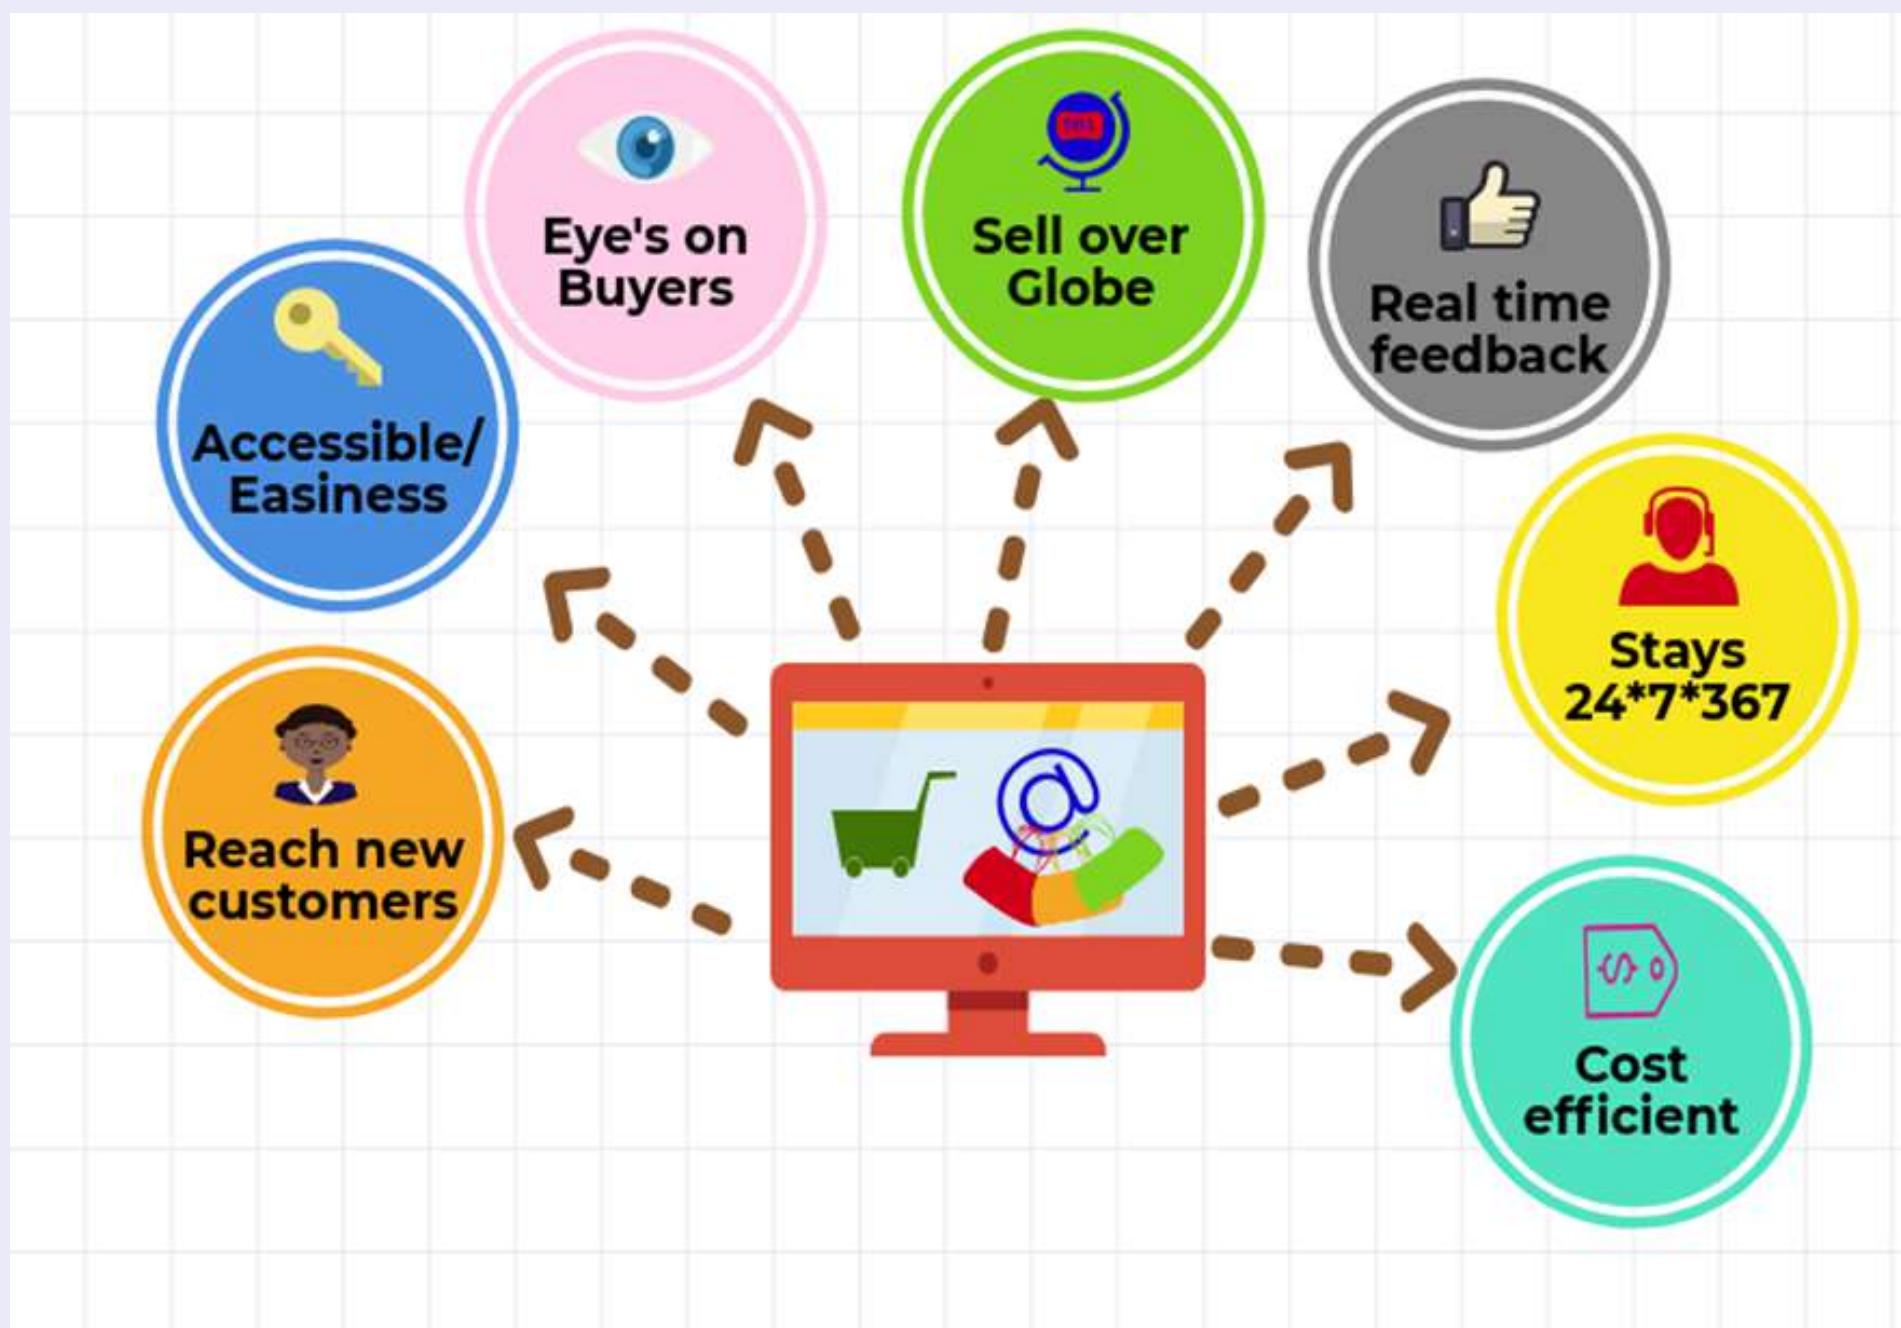 Eye's on
Buyers
Sell over
Globe
Real time
feedback
Accessible/
Easiness
Stays
24*7*367
Reach new
customers
@
$
Cost
efficient